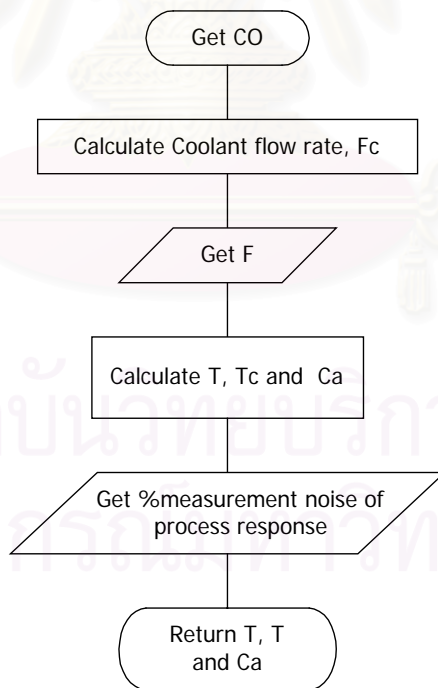 Get CO
Calculate Coolant flow rate, Fc
Get F
Calculate T, Tc and Ca
Get %measurement noise of
process response
Return T, T
and Ca